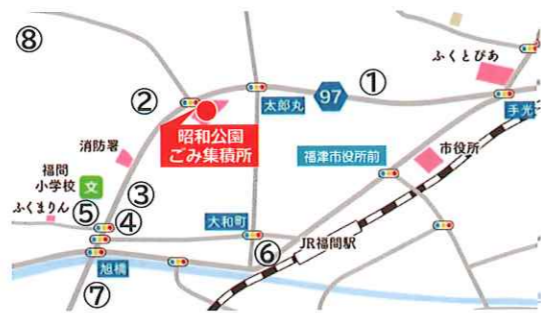 ⑧
ふくとぴあ
①
②
97
太郎丸
手光
昭和公園
ごみ集積所
消防署
福津市役所前
市役所
福間
小学校
文
③
ふくまりん
⑤
④
大和町
⑥
JR福間駅
旭橋
⑦